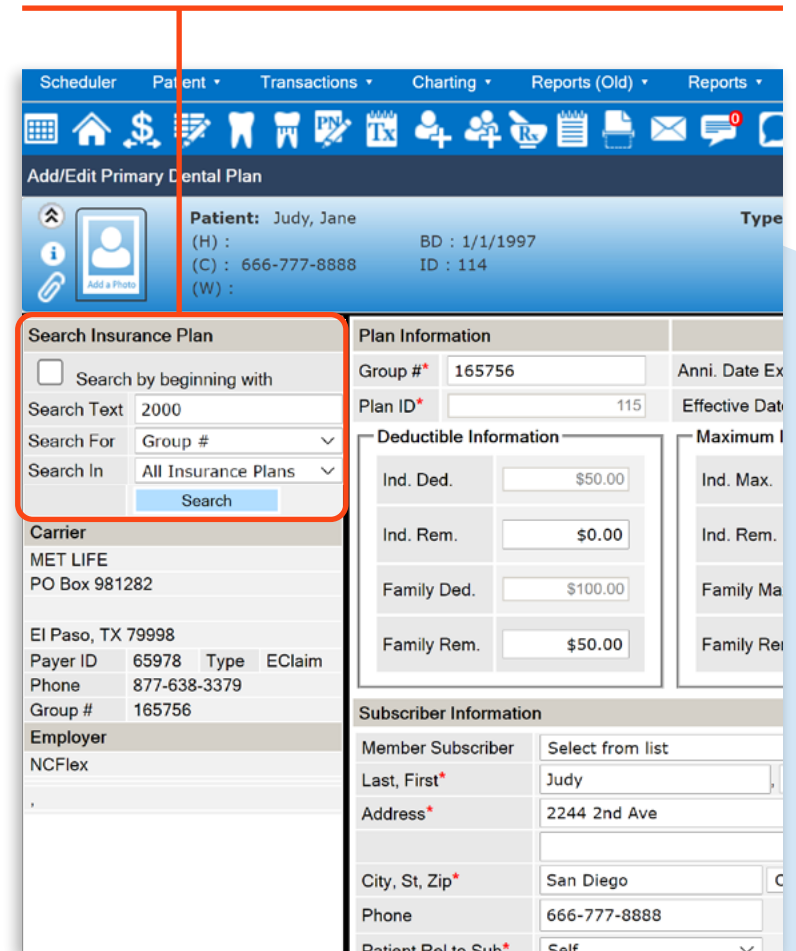 Scheduler Patient Transactions Charting Reports (Old) Reports
PN Tx Rx 0
Add/Edit Primary Dental Plan
Patient: Judy, Jane Type
(H) : BD : 1/1/1997
(C) : 666-777-8888 ID : 114
(W) :
Add a Photo
Search Insurance Plan
Search by beginning with
Search Text 2000
Search For Group #
Search In All Insurance Plans
Search
Carrier
MET LIFE
PO Box 981282
El Paso, TX 79998
Payer ID 65978 Type EClaim
Phone 877-638-3379
Group # 165756
Employer
NCFlex
,
Plan Information
Group #* 165756 Anni. Date Ex
Plan ID* 115 Effective Dat
Deductible Information Maximum I
Ind. Ded. $50.00 Ind. Max.
Ind. Rem. $0.00 Ind. Rem.
Family Ded. $100.00 Family Ma
Family Rem. $50.00 Family Re
Subscriber Information
Member Subscriber Select from list
Last, First* Judy ,
Address* 2244 2nd Ave
City, St, Zip* San Diego C
Phone 666-777-8888
Patient Rel to Sub* Self